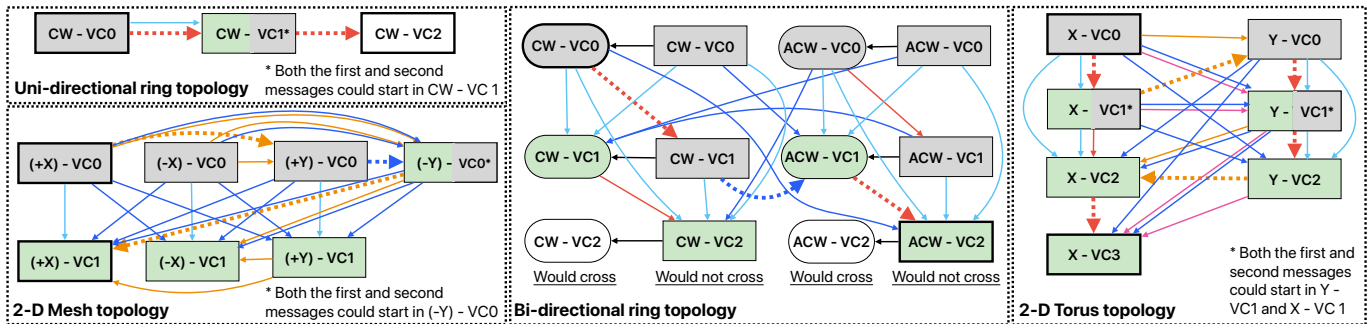 CW - VC0
CW - VC1*
CW - VC2
* Both the first and second
messages could start in CW - VC 1
Uni-directional ring topology
(+X) - VC0
(-X) - VC0
(+Y) - VC0
(-Y) - VC0*
(+X) - VC1
(-X) - VC1
(+Y) - VC1
* Both the first and second
messages could start in (-Y) - VC0
2-D Mesh topology
CW - VC0
CW - VC0
ACW - VC0
ACW - VC0
CW - VC1
CW - VC1
ACW - VC1
ACW - VC1
CW - VC2
CW - VC2
ACW - VC2
ACW - VC2
Would cross
Would not cross
Would cross
Would not cross
Bi-directional ring topology
X - VC0
Y - VC0
X - VC1*
Y - VC1*
X - VC2
Y - VC2
X - VC3
* Both the first and
second messages
could start in Y -
VC1 and X - VC 1
2-D Torus topology